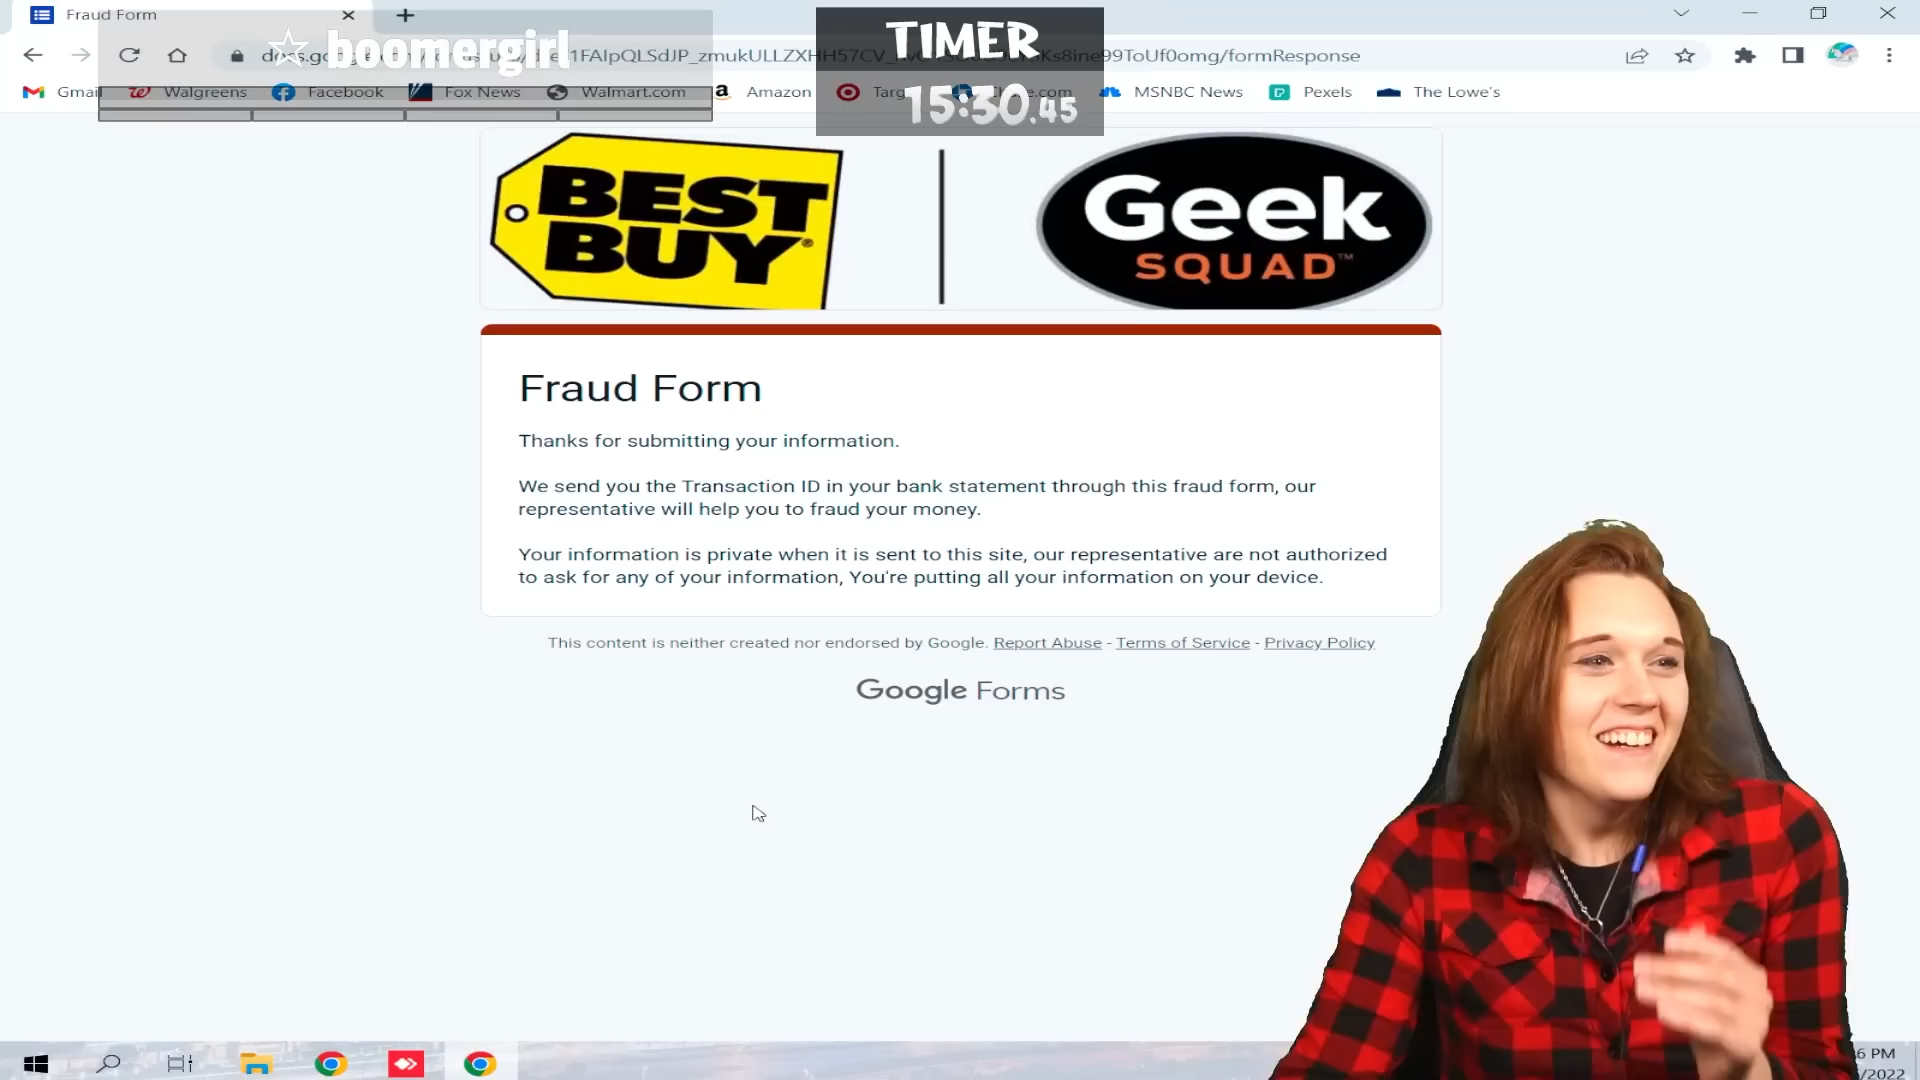 Fraud Form
boomergirl
TIMER
15:30.45
/formResponse
Gmail
Walgreens
Facebook
Fox News
Walmart.com
Amazon
MSNBC News
Pexels
The Lowe's
BEST BUY
Geek SQUAD™
Fraud Form
Thanks for submitting your information.
We send you the Transaction ID in your bank statement through this fraud form, our
representative will help you to fraud your money.
Your information is private when it is sent to this site, our representative are not authorized
to ask for any of your information, You're putting all your information on your device.
This content is neither created nor endorsed by Google. Report Abuse - Terms of Service - Privacy Policy
Google Forms
6 PM
/2022